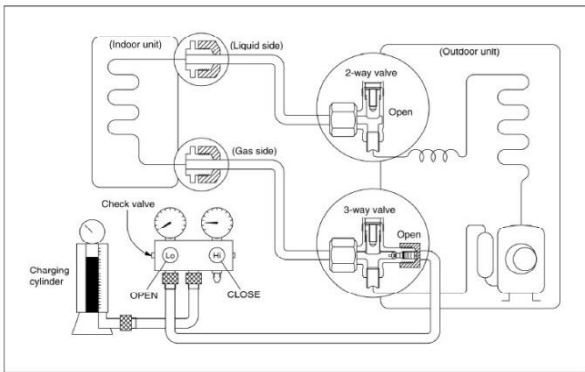 (Indoor unit)
(Liquid side)
(Outdoor unit)
2-way valve
Open
(Gas side)
3-way valve
Open
Check valve
Lo
Hi
Charging
cylinder
OPEN
CLOSE